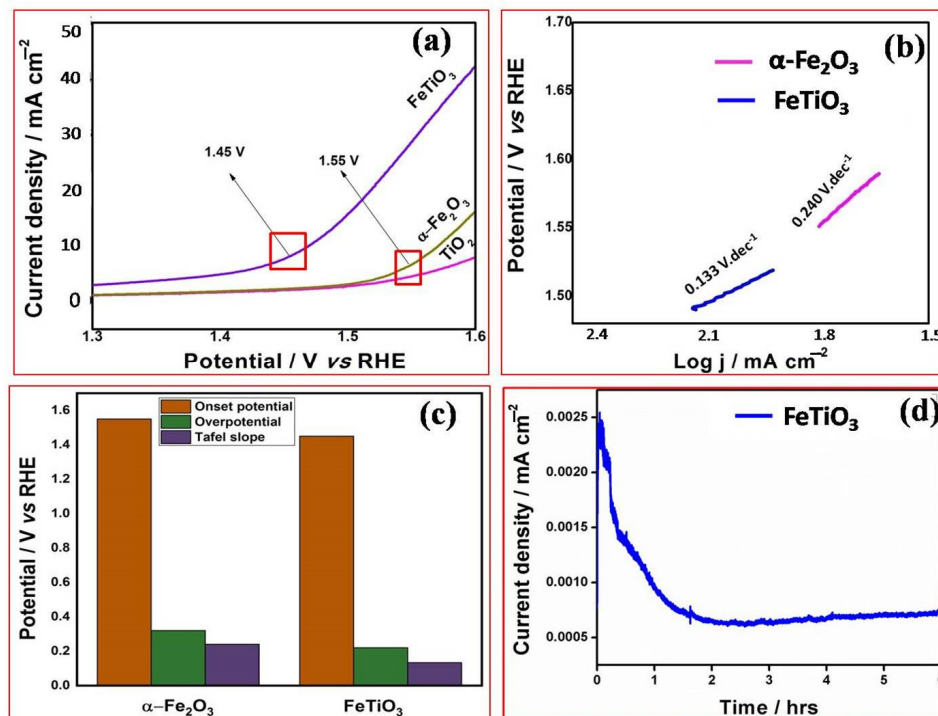 (a)
Current density / mA cm⁻²
50
40
30
20
10
0
FeTiO₃
1.45 V
1.55 V
α–Fe₂O₃
TiO₂
1.3
1.4
1.5
1.6
Potential / V vs RHE
(b)
Potential / V vs RHE
1.70
1.65
1.60
1.55
1.50
α-Fe₂O₃
FeTiO₃
0.240 V.dec⁻¹
0.133 V.dec⁻¹
2.4
2.1
1.8
1.5
Log j / mA cm⁻²
(c)
Potential / V vs RHE
1.6
1.4
1.2
1.0
0.8
0.6
0.4
0.2
0.0
Onset potential
Overpotential
Tafel slope
α–Fe₂O₃
FeTiO₃
(d)
Current density / mA cm⁻²
0.0025
0.0020
0.0015
0.0010
0.0005
FeTiO₃
0
1
2
3
4
5
Time / hrs